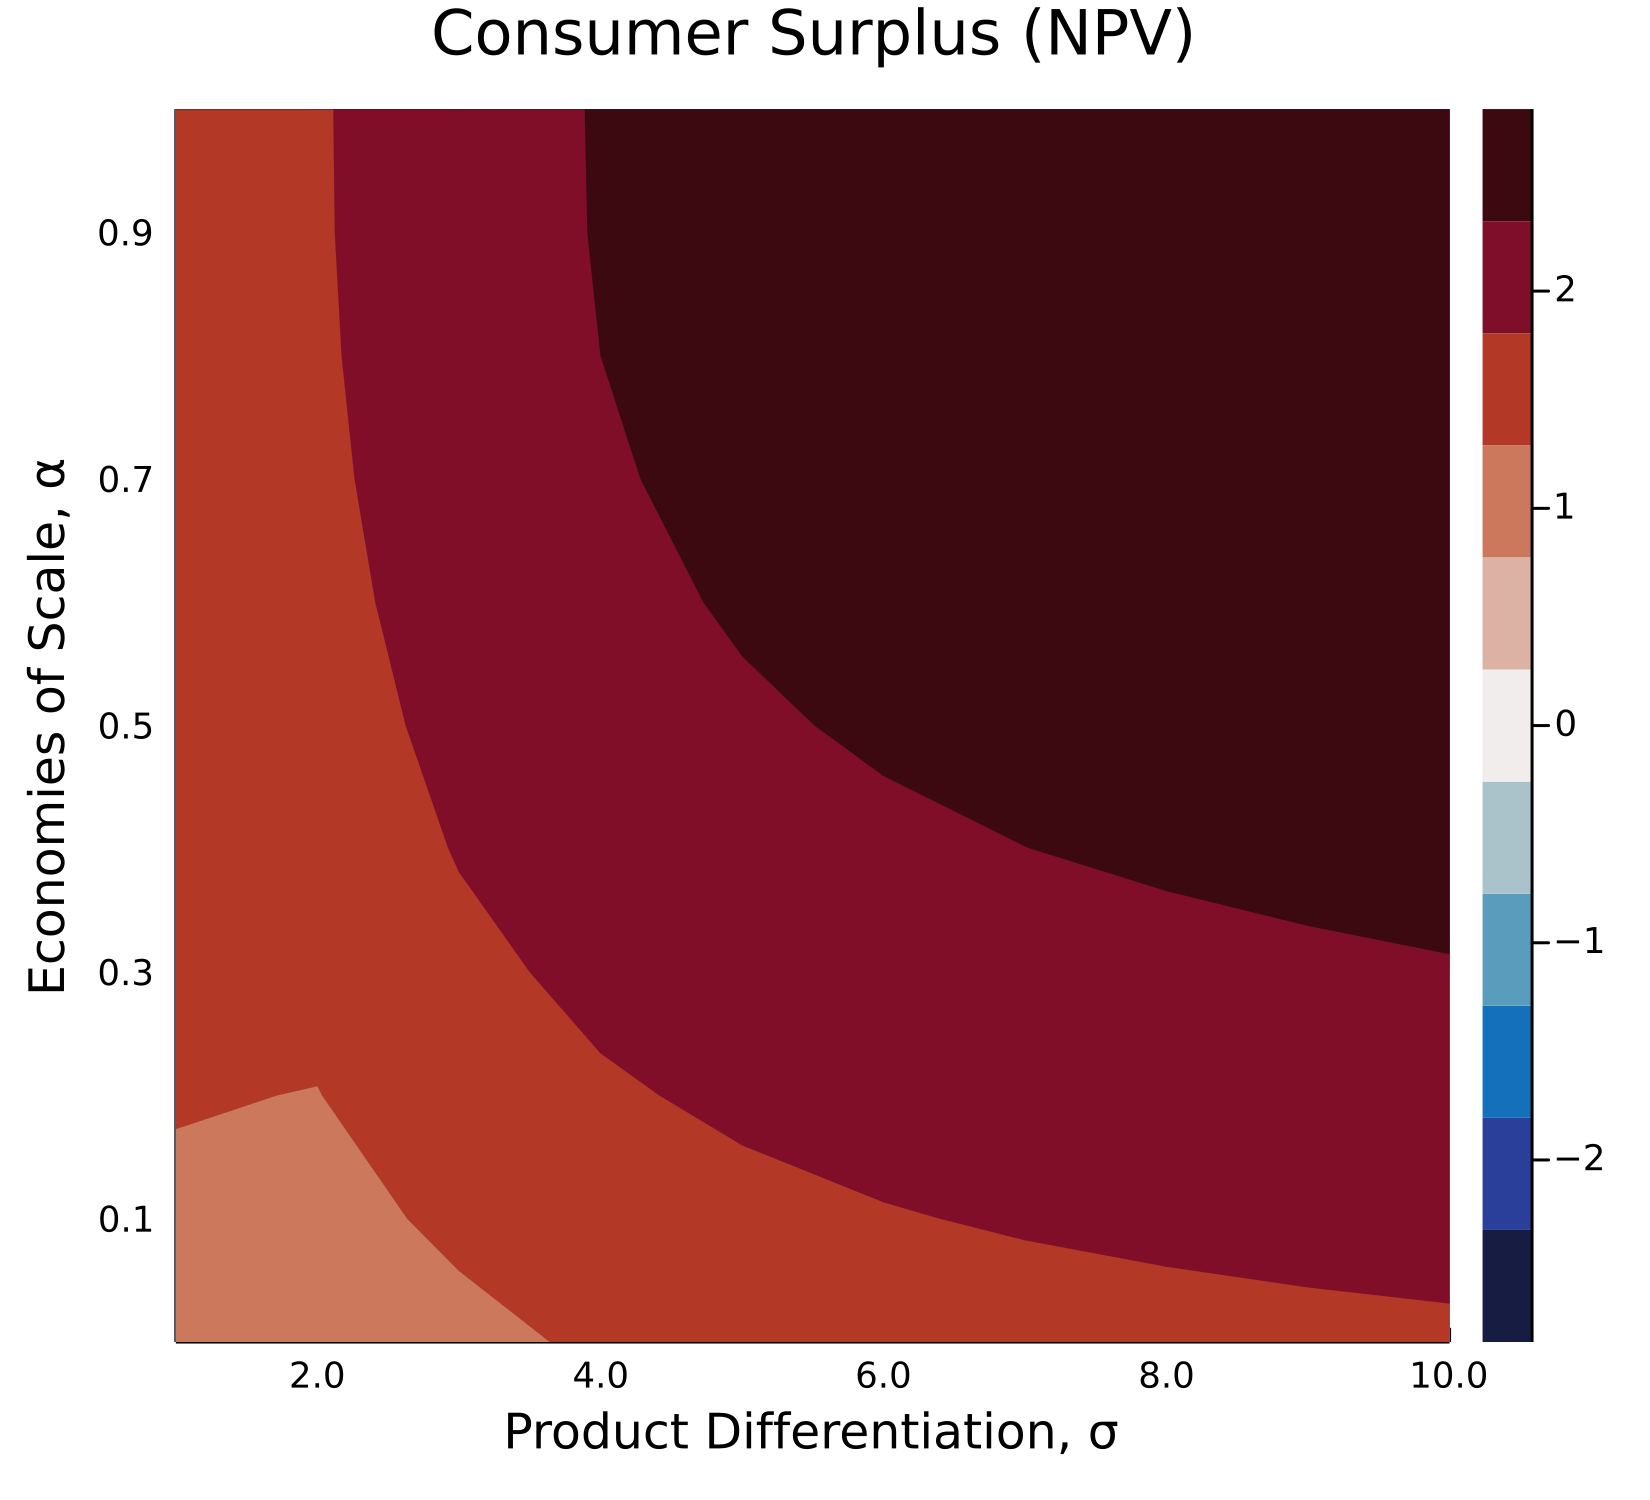 Consumer Surplus (NPV)
Economies of Scale, α
0.9
0.7
0.5
0.3
0.1
2.0 4.0 6.0 8.0 10.0
Product Differentiation, σ
2
1
0
−1
−2